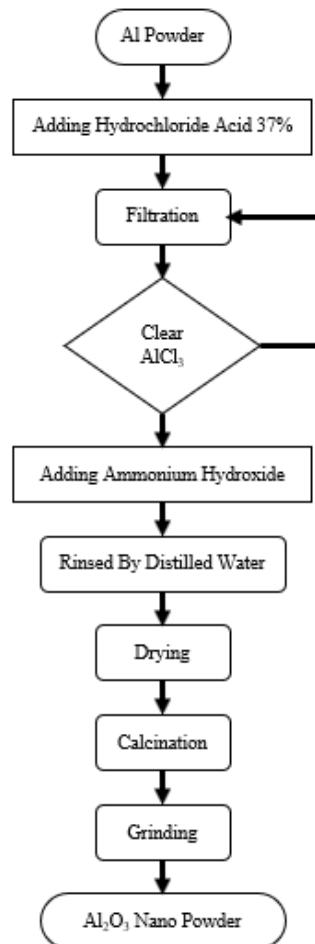 Al Powder
Adding Hydrochloride Acid 37%
Filtration
Clear
AlCl₃
Adding Ammonium Hydroxide
Rinsed By Distilled Water
Drying
Calcination
Grinding
Al₂O₃ Nano Powder